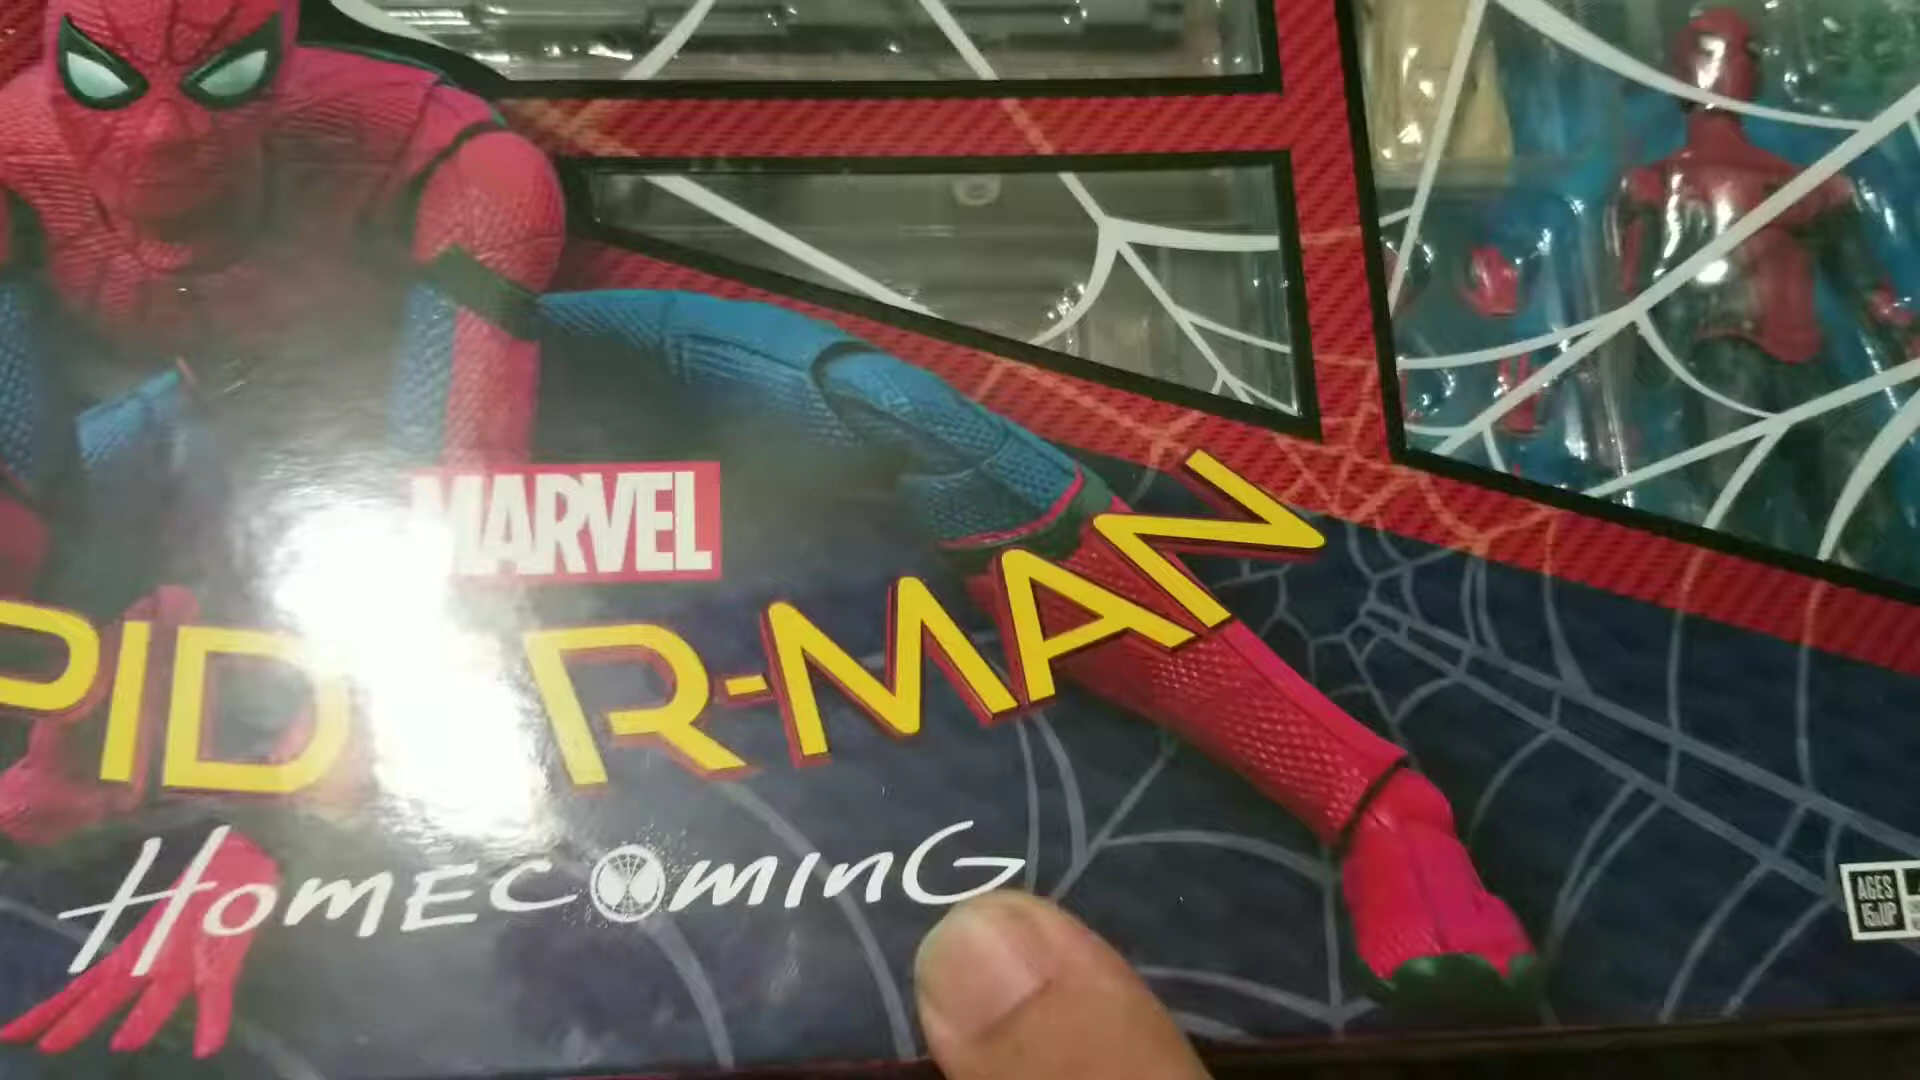 MARVEL
SPIDER-MAN
HOMECOMING
AGES
15 & UP